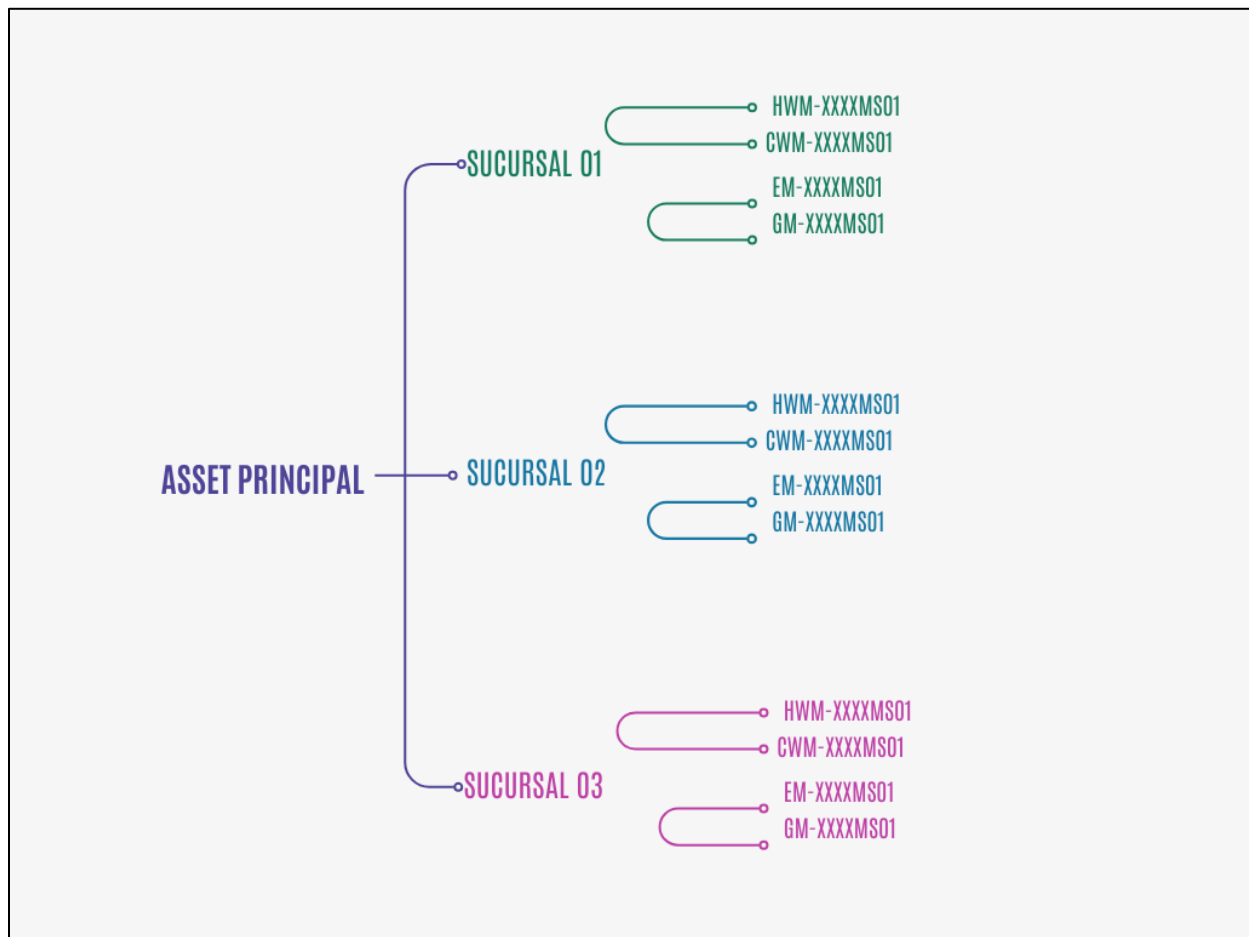 HWM-XXXXMS01
CWM-XXXXMS01
SUCURSAL 01
EM-XXXXMS01
GM-XXXXMS01
HWM-XXXXMS01
CWM-XXXXMS01
ASSET PRINCIPAL
SUCURSAL 02
EM-XXXXMS01
GM-XXXXMS01
HWM-XXXXMS01
CWM-XXXXMS01
SUCURSAL 03
EM-XXXXMS01
GM-XXXXMS01